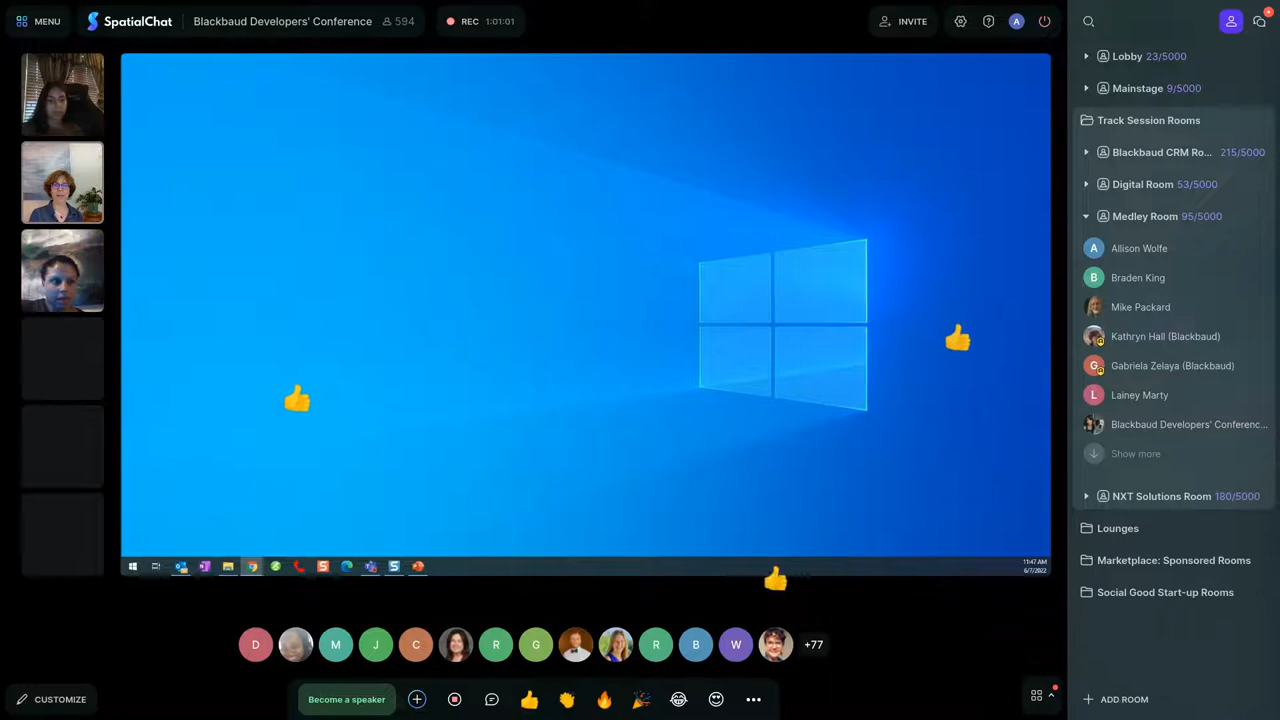 MENU
SpatialChat
Blackbaud Developers' Conference 594
REC 1:01:01
INVITE
A
Lobby 23/5000
Mainstage 9/5000
Track Session Rooms
Blackbaud CRM Ro... 215/5000
Digital Room 53/5000
Medley Room 95/5000
A Allison Wolfe
B Braden King
Mike Packard
Kathryn Hall (Blackbaud)
G Gabriela Zelaya (Blackbaud)
L Lainey Marty
Blackbaud Developers' Conferenc...
Show more
NXT Solutions Room 180/5000
Lounges
Marketplace: Sponsored Rooms
Social Good Start-up Rooms
11:47 AM
6/7/2022
D M J C R G R B W +77
CUSTOMIZE
Become a speaker
ADD ROOM